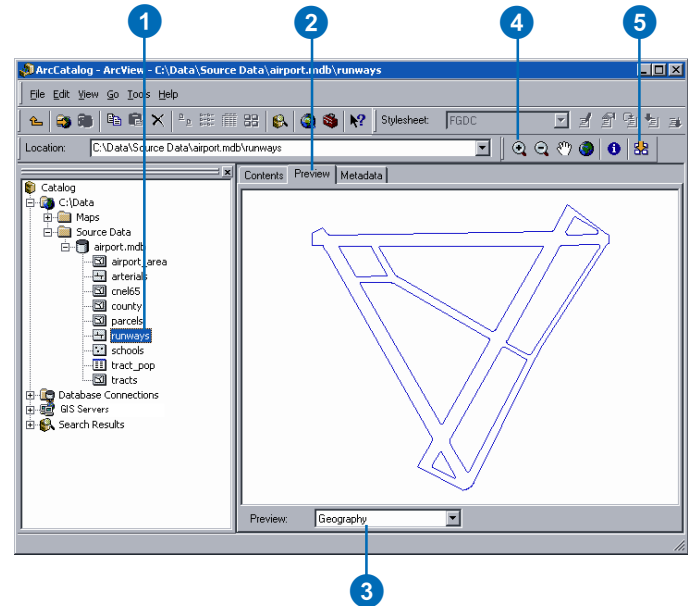 1 2 4 5
ArcCatalog - ArcView - C:\Data\Source Data\airport.mdb\runways
File Edit View Go Tools Help
Stylesheet: FGDC
Location: C:\Data\Source Data\airport.mdb\runways
Contents Preview Metadata
Catalog
C:\Data
Maps
Source Data
airport.mdb
airport_area
arterials
cnel65
county
parcels
runways
schools
tract_pop
tracts
Database Connections
GIS Servers
Search Results
Preview: Geography
3